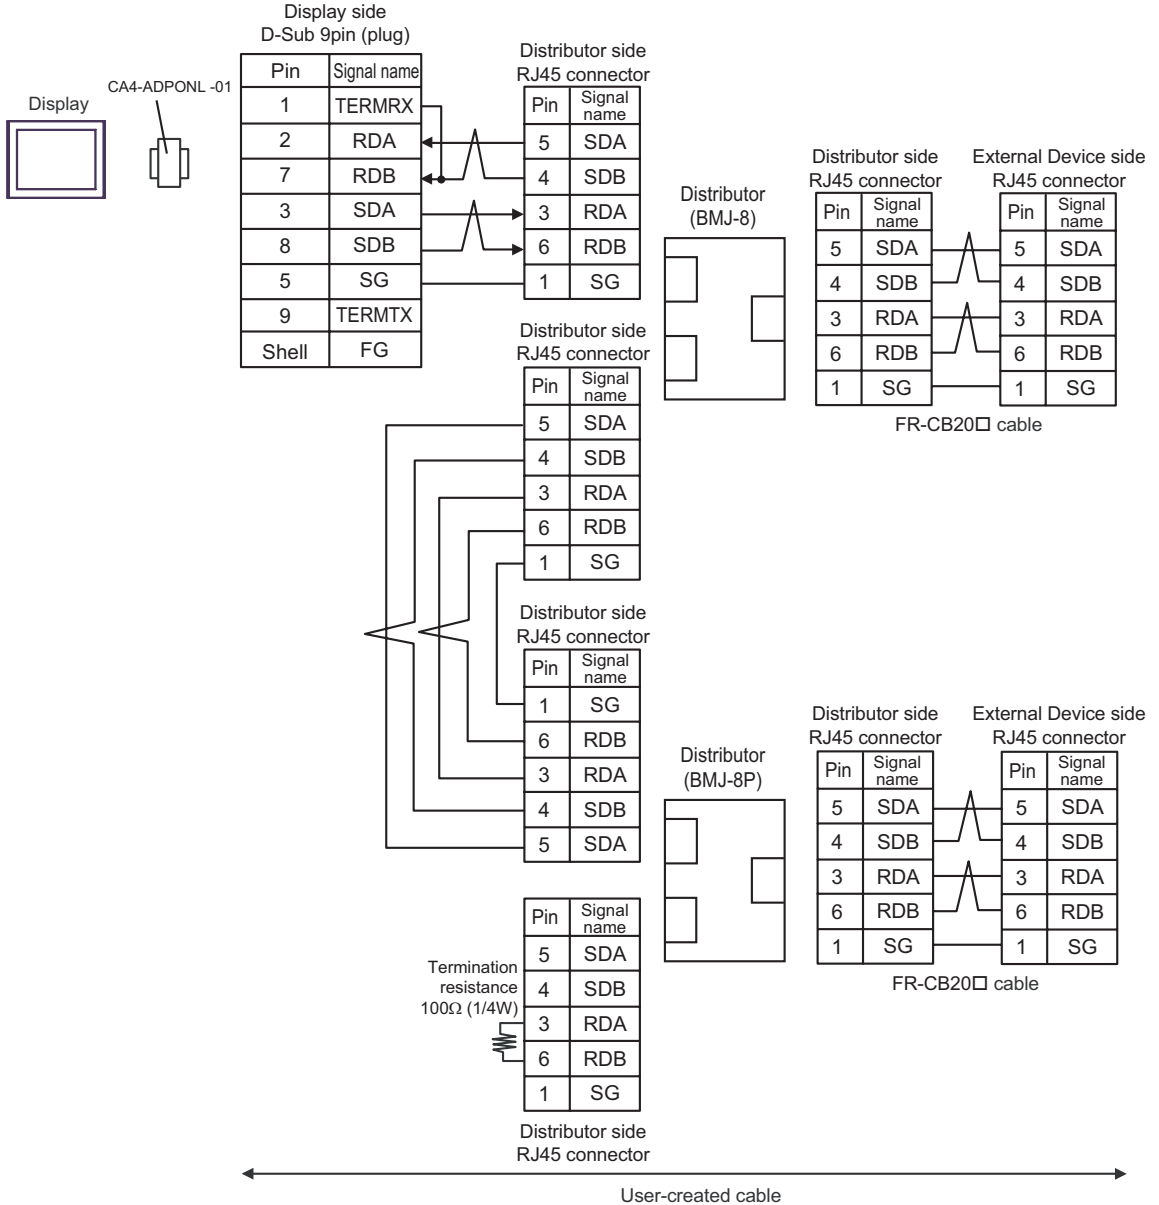 Display side
D-Sub 9pin (plug)
Pin Signal name
1 TERMRX
2 RDA
7 RDB
3 SDA
8 SDB
5 SG
9 TERMTX
Shell FG
Display
CA4-ADPONL -01
Distributor side
RJ45 connector
Pin Signal
name
5 SDA
4 SDB
3 RDA
6 RDB
1 SG
Distributor
(BMJ-8)
Distributor side
RJ45 connector
Pin Signal
name
5 SDA
4 SDB
3 RDA
6 RDB
1 SG
External Device side
RJ45 connector
Pin Signal
name
5 SDA
4 SDB
3 RDA
6 RDB
1 SG
FR-CB20□ cable
Distributor side
RJ45 connector
Pin Signal
name
5 SDA
4 SDB
3 RDA
6 RDB
1 SG
Distributor side
RJ45 connector
Pin Signal
name
1 SG
6 RDB
3 RDA
4 SDB
5 SDA
Distributor
(BMJ-8P)
Distributor side
RJ45 connector
Pin Signal
name
5 SDA
4 SDB
3 RDA
6 RDB
1 SG
External Device side
RJ45 connector
Pin Signal
name
5 SDA
4 SDB
3 RDA
6 RDB
1 SG
FR-CB20□ cable
Termination
resistance
100Ω (1/4W)
Pin Signal
name
5 SDA
4 SDB
3 RDA
6 RDB
1 SG
Distributor side
RJ45 connector
User-created cable